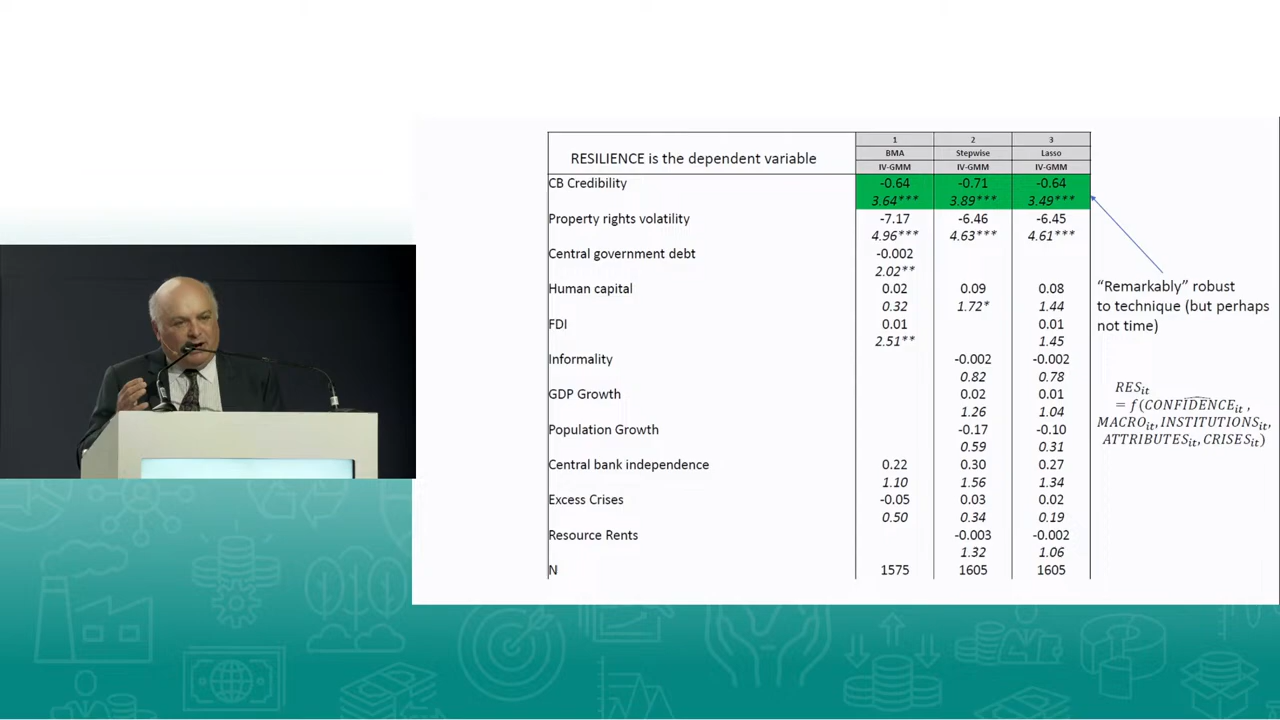 1 2 3
RESILIENCE is the dependent variable BMA Stepwise Lasso
IV-GMM IV-GMM IV-GMM
CB Credibility -0.64 -0.71 -0.64
3.64*** 3.89*** 3.49***
Property rights volatility -7.17 -6.46 -6.45
4.96*** 4.63*** 4.61***
Central government debt -0.002
2.02**
Human capital 0.02 0.09 0.08
0.32 1.72* 1.44
FDI 0.01 0.01
2.51** 1.45
Informality -0.002 -0.002
0.82 0.78
GDP Growth 0.02 0.01
1.26 1.04
Population Growth -0.17 -0.10
0.59 0.31
Central bank independence 0.22 0.30 0.27
1.10 1.56 1.34
Excess Crises -0.05 0.03 0.02
0.50 0.34 0.19
Resource Rents -0.003 -0.002
1.32 1.06
N 1575 1605 1605
"Remarkably" robust
to technique (but perhaps
not time)
RESit
= f(CONFIDENCEit ,
MACROit, INSTITUTIONSit,
ATTRIBUTESit, CRISESit)